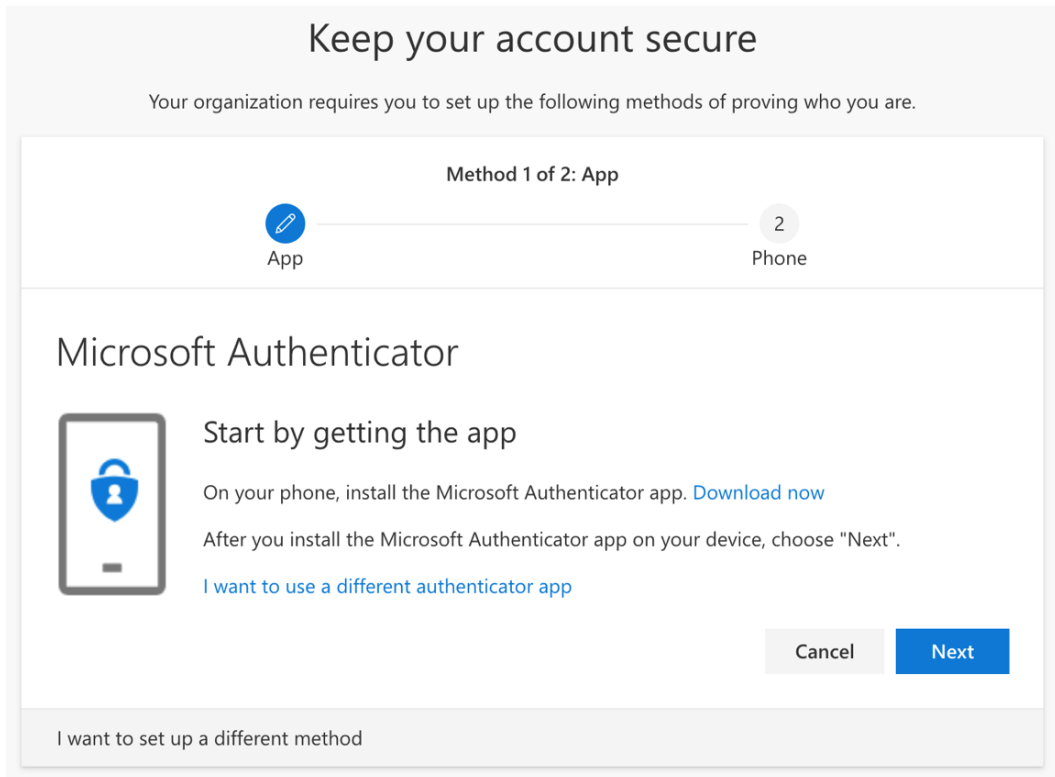 Keep your account secure
Your organization requires you to set up the following methods of proving who you are.
Method 1 of 2: App
2
App
Phone
Microsoft Authenticator
Start by getting the app
On your phone, install the Microsoft Authenticator app. Download now
After you install the Microsoft Authenticator app on your device, choose "Next".
I want to use a different authenticator app
Cancel
Next
I want to set up a different method